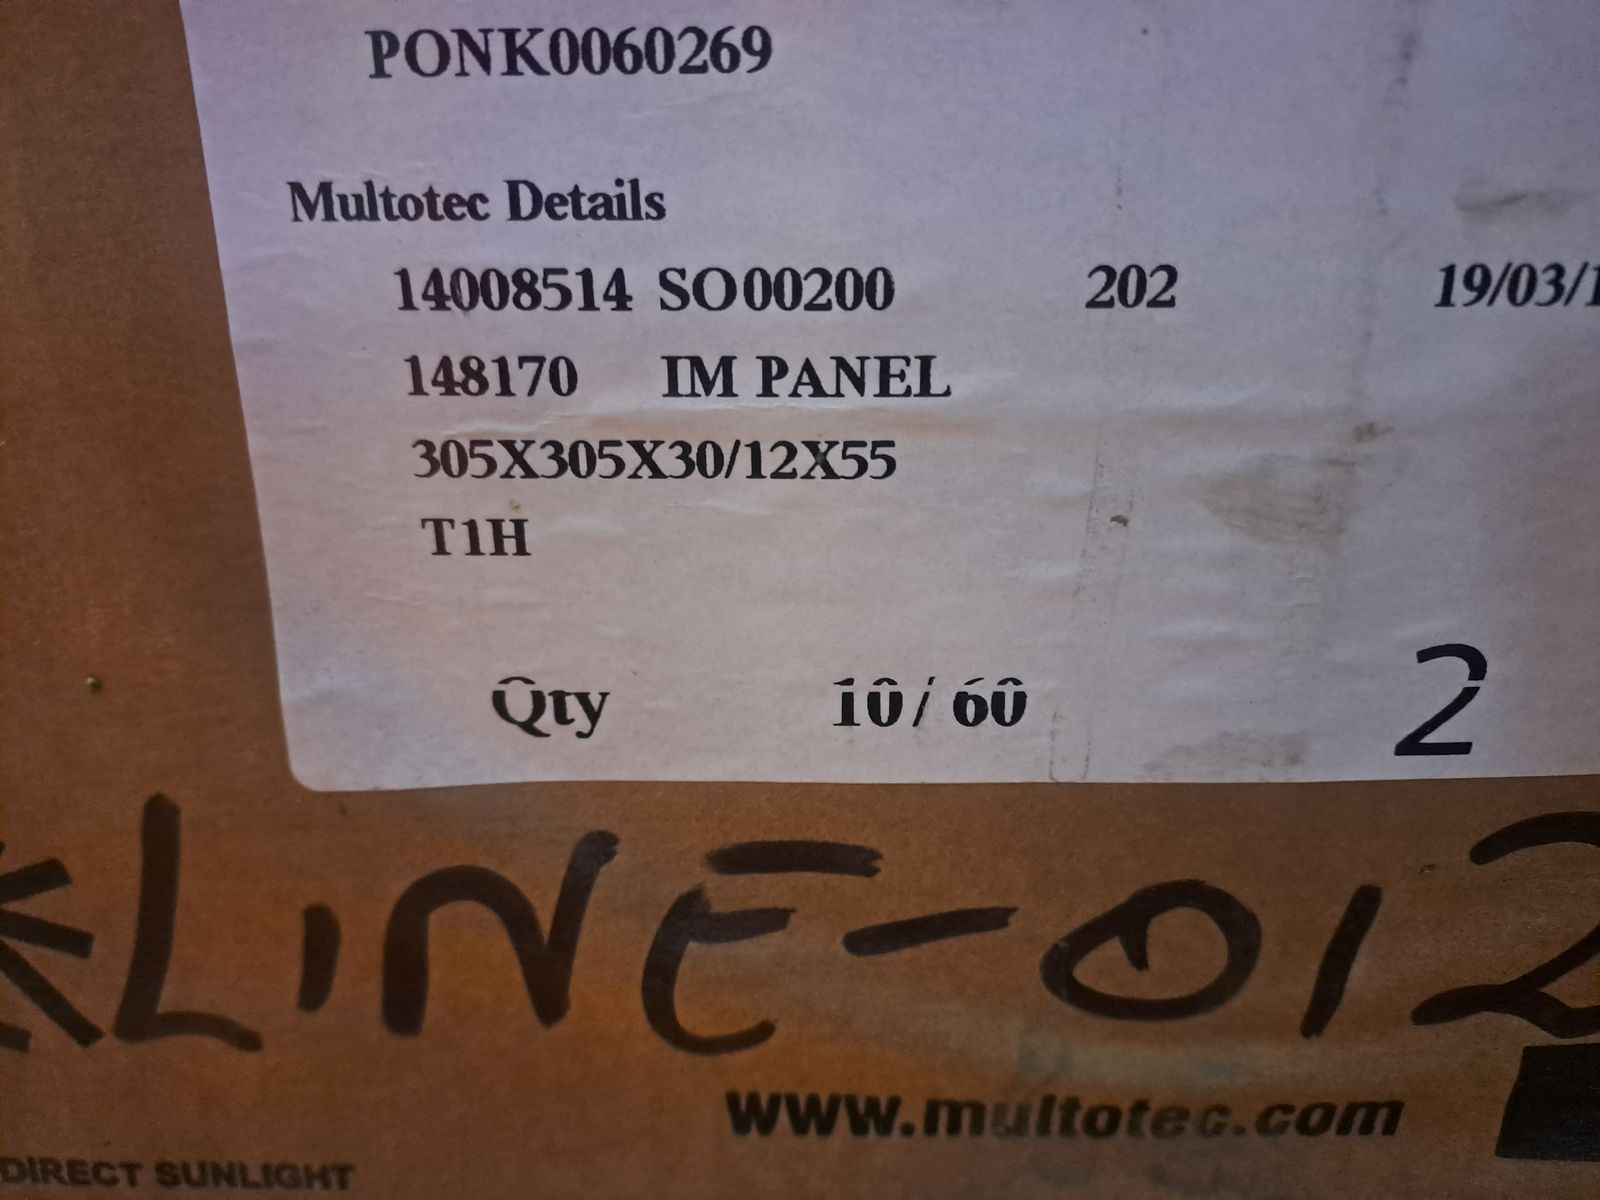 PONK0060269
Multotec Details
14008514 SO00200 202 19/03/1
148170 IM PANEL
305X305X30/12X55
T1H
Qty 10/ 60 2
LINE-012
www.multotec.com
DIRECT SUNLIGHT